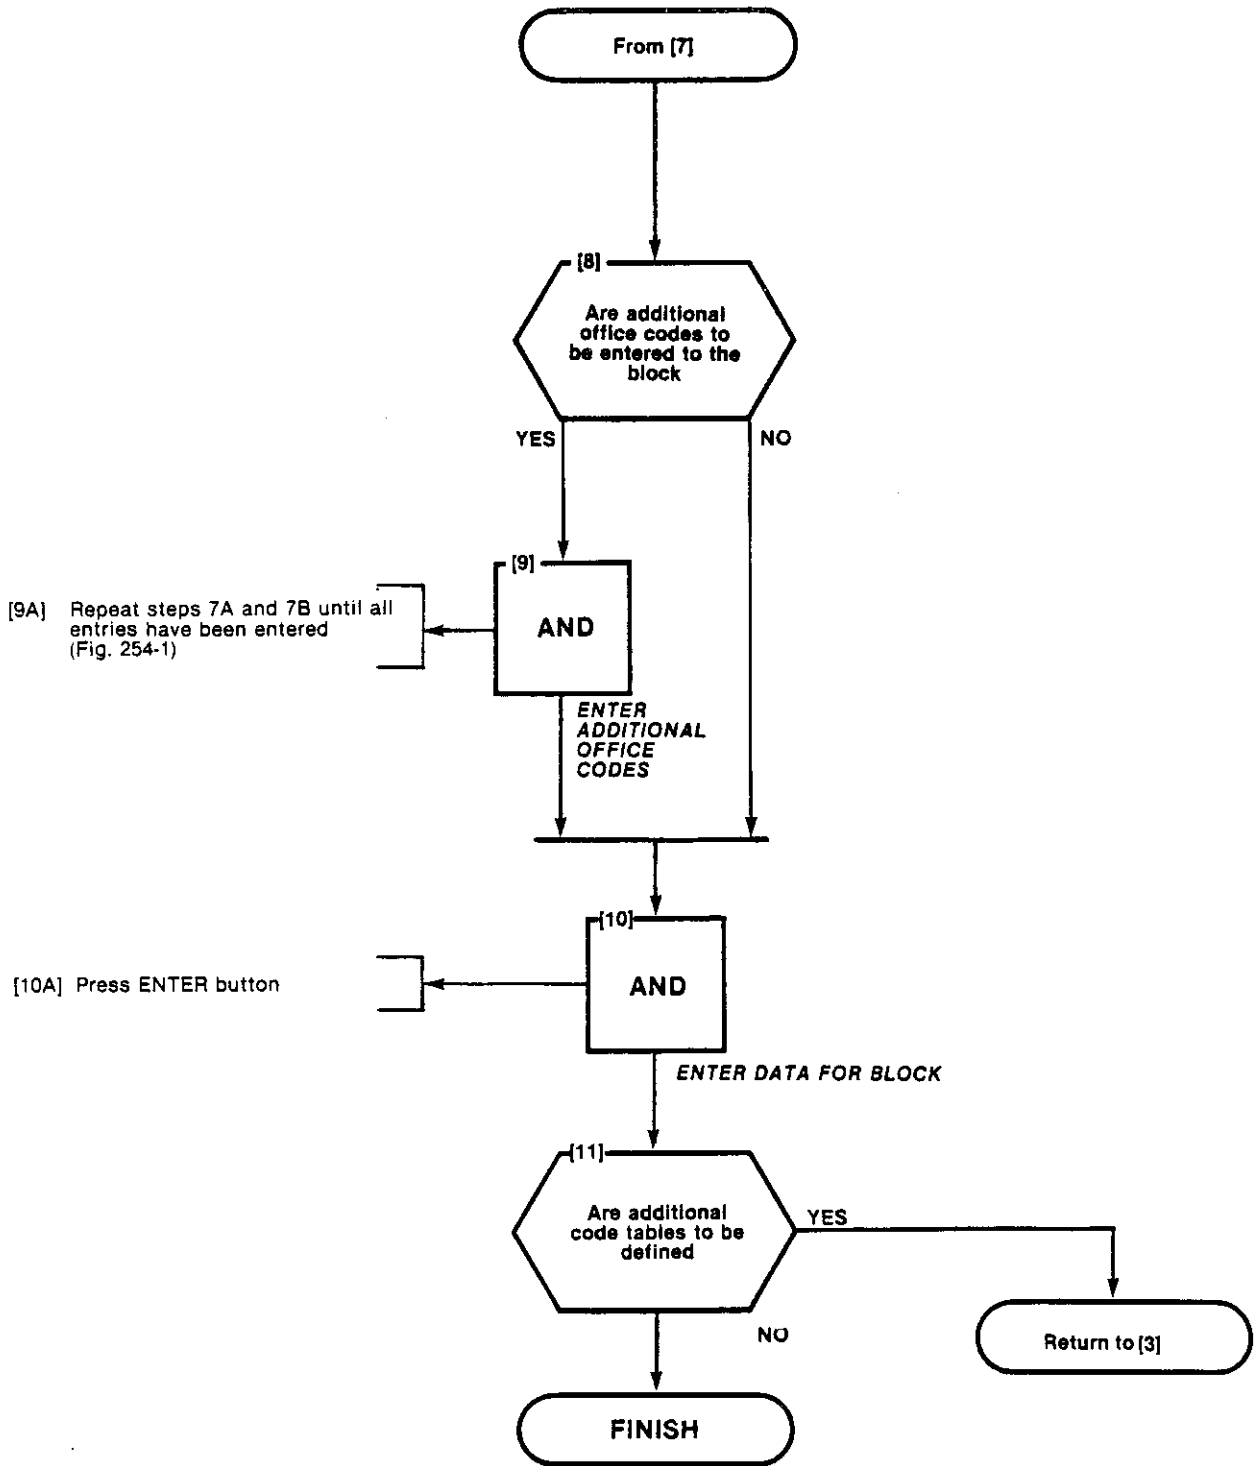 From [7]
[8]
Are additional
office codes to
be entered to the
block
YES
NO
[9]
AND
[9A] Repeat steps 7A and 7B until all
entries have been entered
(Fig. 254-1)
ENTER
ADDITIONAL
OFFICE
CODES
[10]
AND
[10A] Press ENTER button
ENTER DATA FOR BLOCK
[11]
Are additional
code tables to be
defined
YES
NO
Return to [3]
FINISH